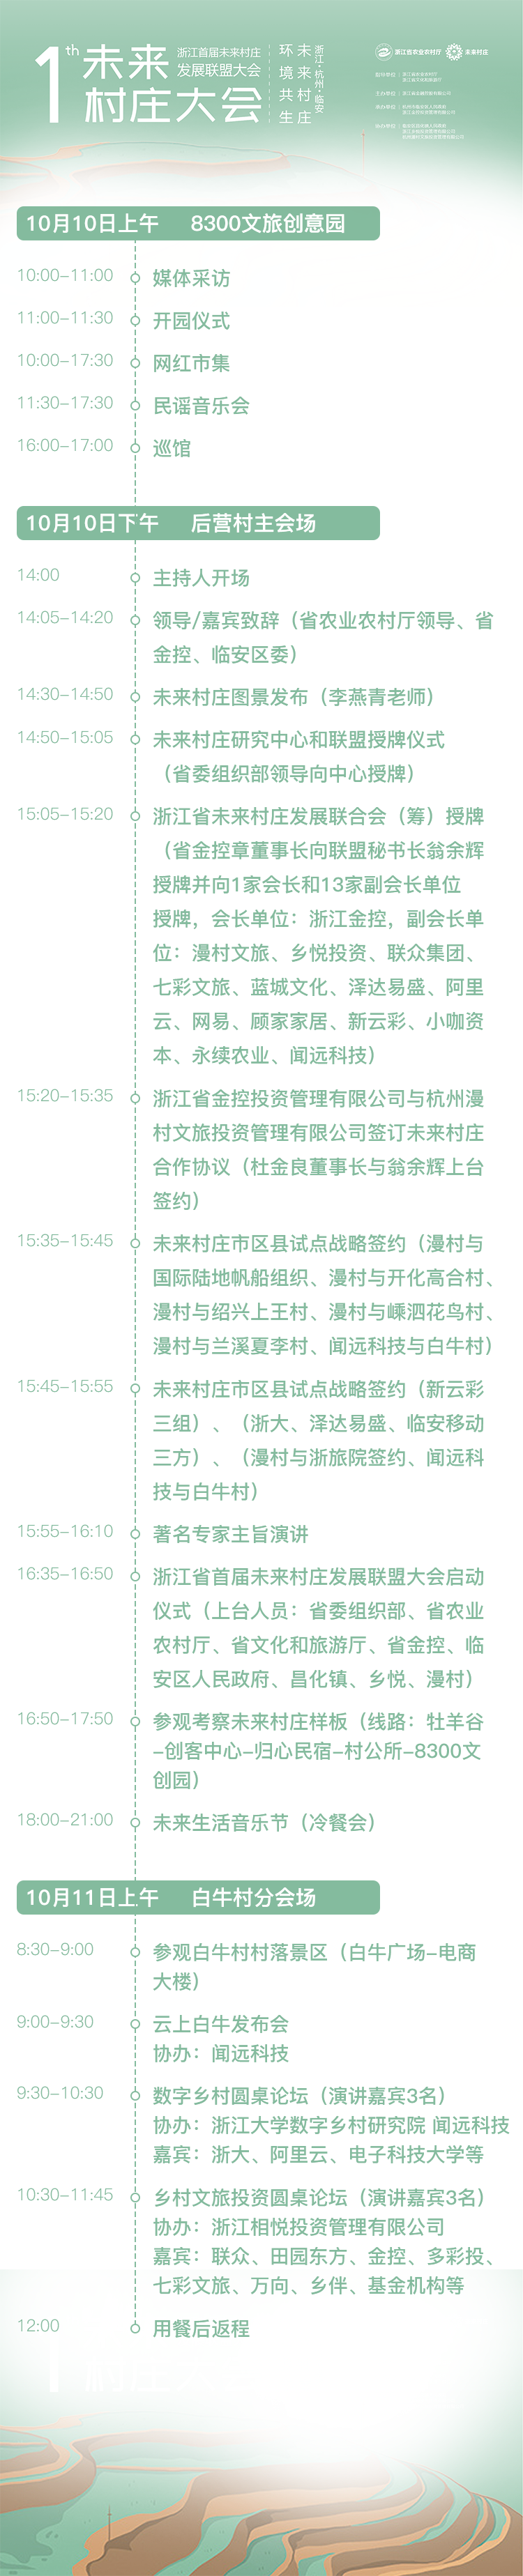 1th 未来村庄大会
浙江首届未来村庄
发展联盟大会
未来村庄
环境共生
浙江·杭州·临安
浙江省农业农村厅 未来村庄
10月10日上午 8300文旅创意园
10:00-11:00 媒体采访
11:00-11:30 开园仪式
10:00-17:30 网红市集
11:30-17:30 民谣音乐会
16:00-17:00 巡馆
10月10日下午 后营村主会场
14:00 主持人开场
14:05-14:20 领导/嘉宾致辞（省农业农村厅领导、省
金控、临安区委）
14:30-14:50 未来村庄图景发布（李燕青老师）
14:50-15:05 未来村庄研究中心和联盟授牌仪式
（省委组织部领导向中心授牌）
15:05-15:20 浙江省未来村庄发展联合会（筹）授牌
（省金控章董事长向联盟秘书长翁余辉
授牌并向1家会长和13家副会长单位
授牌，会长单位：浙江金控，副会长单
位：漫村文旅、乡悦投资、联众集团、
七彩文旅、蓝城文化、泽达易盛、阿里
云、网易、顾家家居、新云彩、小咖资
本、永续农业、闻远科技）
15:20-15:35 浙江省金控投资管理有限公司与杭州漫
村文旅投资管理有限公司签订未来村庄
合作协议（杜金良董事长与翁余辉上台
签约）
15:35-15:45 未来村庄市区县试点战略签约（漫村与
国际陆地帆船组织、漫村与开化高合村、
漫村与绍兴上王村、漫村与嵊泗花鸟村、
漫村与兰溪夏李村、闻远科技与白牛村）
15:45-15:55 未来村庄市区县试点战略签约（新云彩
三组）、（浙大、泽达易盛、临安移动
三方）、（漫村与浙旅院签约、闻远科
技与白牛村）
15:55-16:10 著名专家主旨演讲
16:35-16:50 浙江省首届未来村庄发展联盟大会启动
仪式（上台人员：省委组织部、省农业
农村厅、省文化和旅游厅、省金控、临
安区人民政府、昌化镇、乡悦、漫村）
16:50-17:50 参观考察未来村庄样板（线路：牡羊谷
-创客中心-归心民宿-村公所-8300文
创园）
18:00-21:00 未来生活音乐节（冷餐会）
10月11日上午 白牛村分会场
8:30-9:00 参观白牛村村落景区（白牛广场-电商
大楼）
9:00-9:30 云上白牛发布会
协办：闻远科技
9:30-10:30 数字乡村圆桌论坛（演讲嘉宾3名）
协办：浙江大学数字乡村研究院 闻远科技
嘉宾：浙大、阿里云、电子科技大学等
10:30-11:45 乡村文旅投资圆桌论坛（演讲嘉宾3名）
协办：浙江相悦投资管理有限公司
嘉宾：联众、田园东方、金控、多彩投、
七彩文旅、万向、乡伴、基金机构等
12:00 用餐后返程